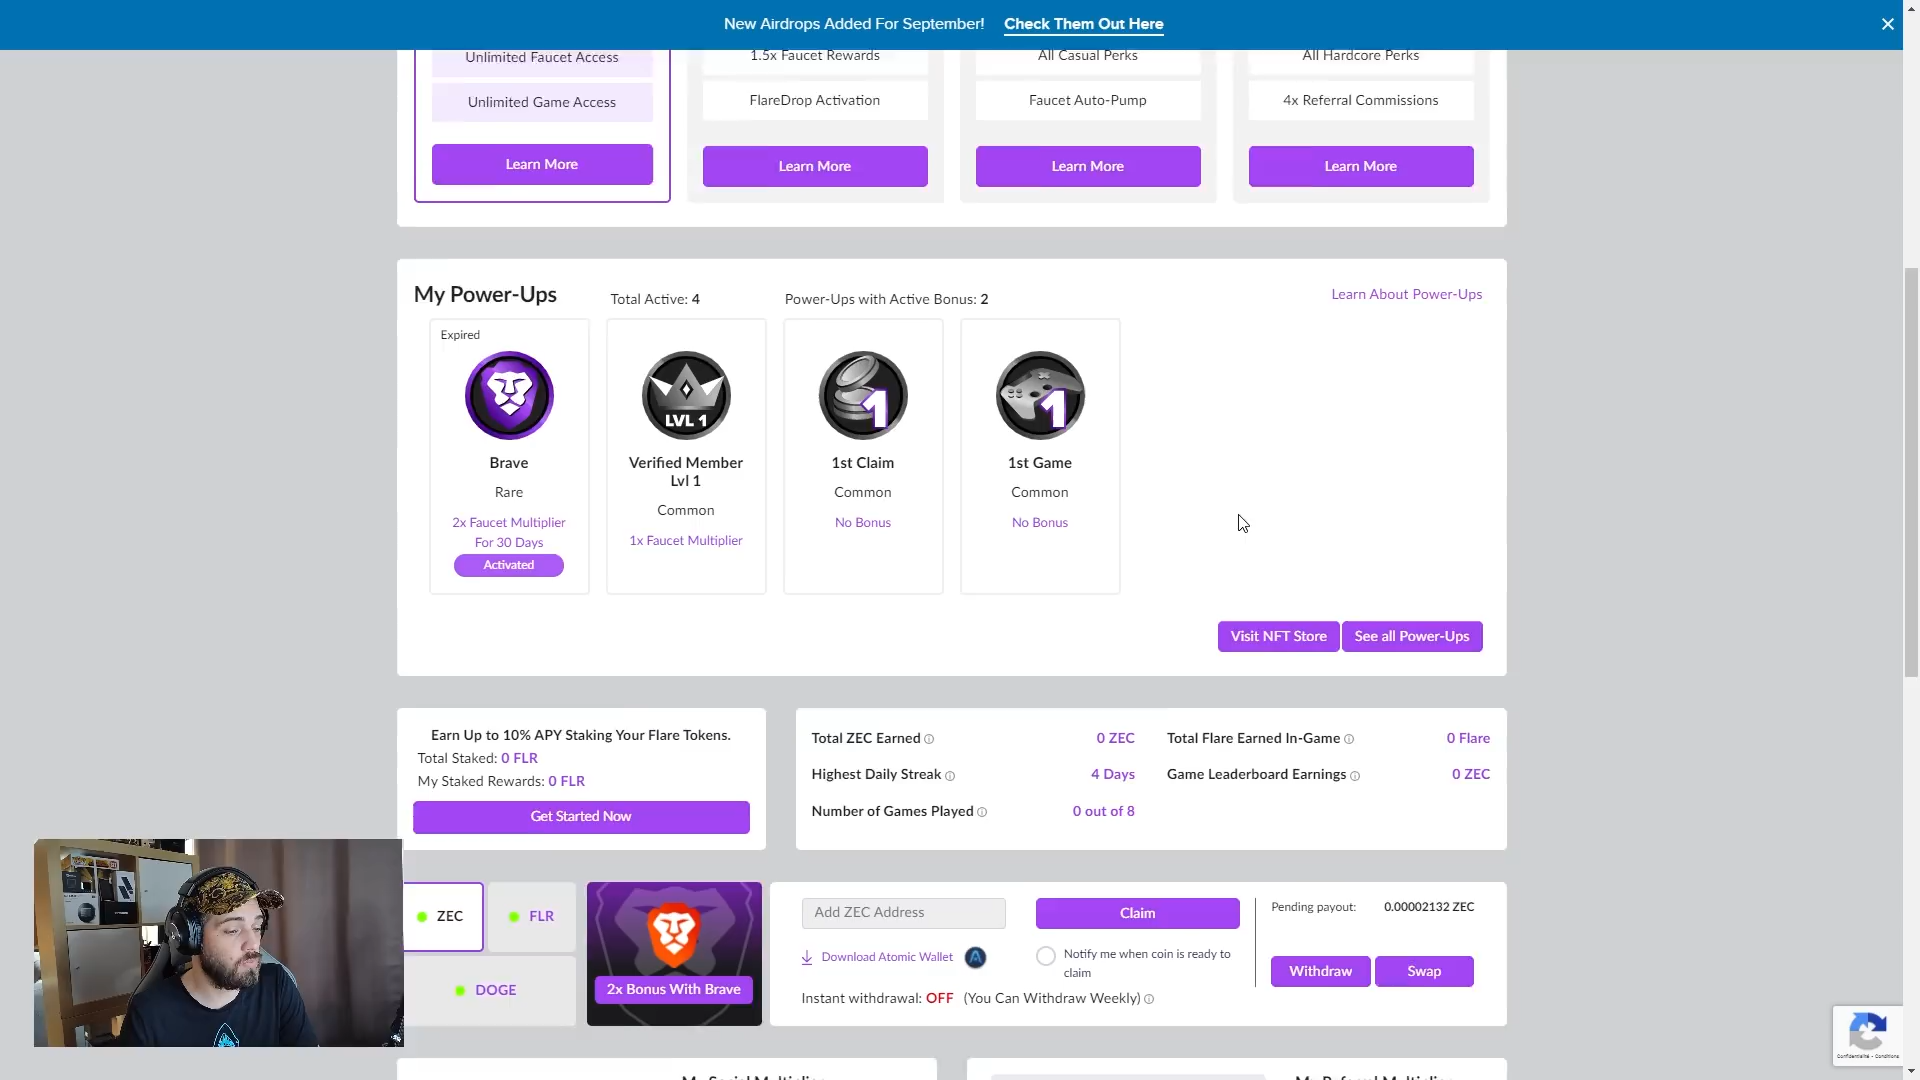 New Airdrops Added For September! Check Them Out Here
Unlimited Faucet Access
1.5x Faucet Rewards
All Casual Perks
All Hardcore Perks
Unlimited Game Access
FlareDrop Activation
Faucet Auto-Pump
4x Referral Commissions
Learn More
Learn More
Learn More
Learn More
My Power-Ups
Total Active: 4
Power-Ups with Active Bonus: 2
Learn About Power-Ups
Expired
Brave
Rare
2x Faucet Multiplier
For 30 Days
Activated
LVL 1
Verified Member
Lvl 1
Common
1x Faucet Multiplier
1
1st Claim
Common
No Bonus
1
1st Game
Common
No Bonus
Visit NFT Store
See all Power-Ups
Earn Up to 10% APY Staking Your Flare Tokens.
Total Staked: 0 FLR
My Staked Rewards: 0 FLR
Get Started Now
Total ZEC Earned 0 ZEC
Total Flare Earned In-Game 0 Flare
Highest Daily Streak 4 Days
Game Leaderboard Earnings 0 ZEC
Number of Games Played 0 out of 8
ZEC
FLR
DOGE
2x Bonus With Brave
Add ZEC Address
Claim
Download Atomic Wallet
Notify me when coin is ready to
claim
Instant withdrawal: OFF (You Can Withdraw Weekly)
Pending payout: 0.00002132 ZEC
Withdraw
Swap
Confidentialité - Conditions